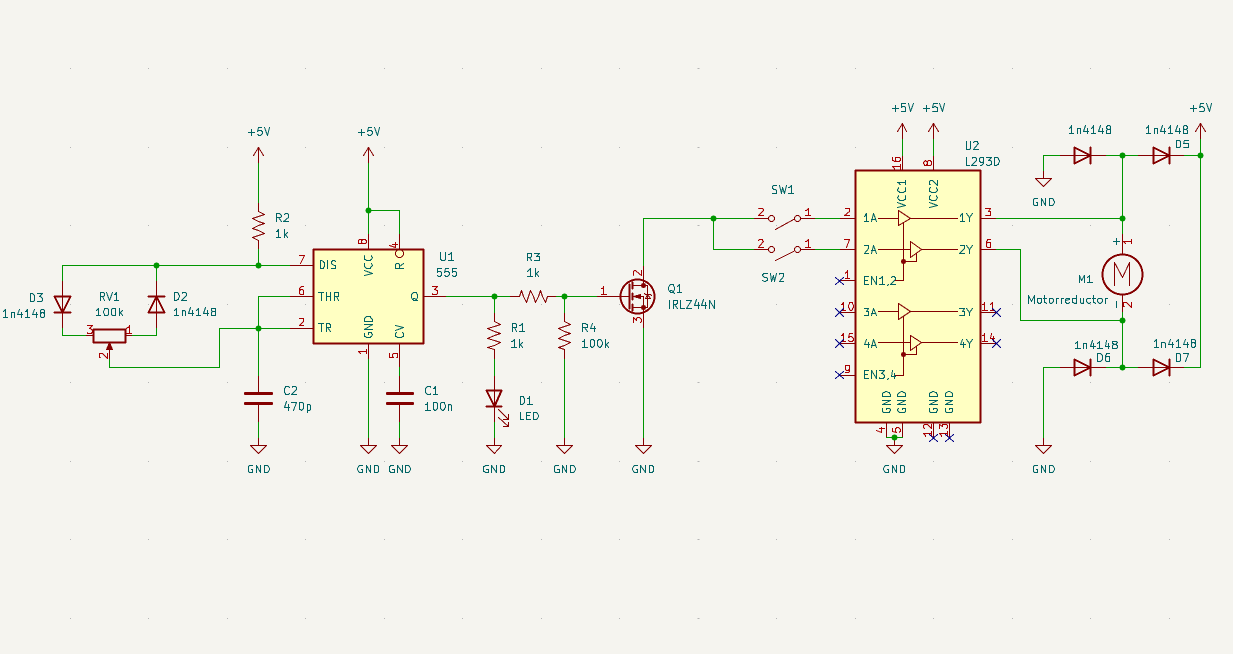 +5V
+5V
R2
1k
7
DIS
6
THR
2
TR
8
VCC
4
R
U1
555
Q
3
GND
1
CV
5
D3
1n4148
RV1
100k
3
1
2
D2
1n4148
C2
470p
GND
GND
C1
100n
GND
R3
1k
R1
1k
D1
LED
GND
R4
100k
GND
1
2
3
Q1
IRLZ44N
GND
SW1
2
1
2
1
SW2
+5V
+5V
U2
L293D
16
VCC1
8
VCC2
2
1A
1Y
3
7
2A
2Y
6
1
EN1,2
10
3A
3Y
11
15
4A
4Y
14
9
EN3,4
GND
GND
GND
GND
4
5
12
13
GND
1n4148
1n4148
D5
+5V
GND
+
1
M1
M
Motorreductor
-
2
1n4148
D6
1n4148
D7
GND